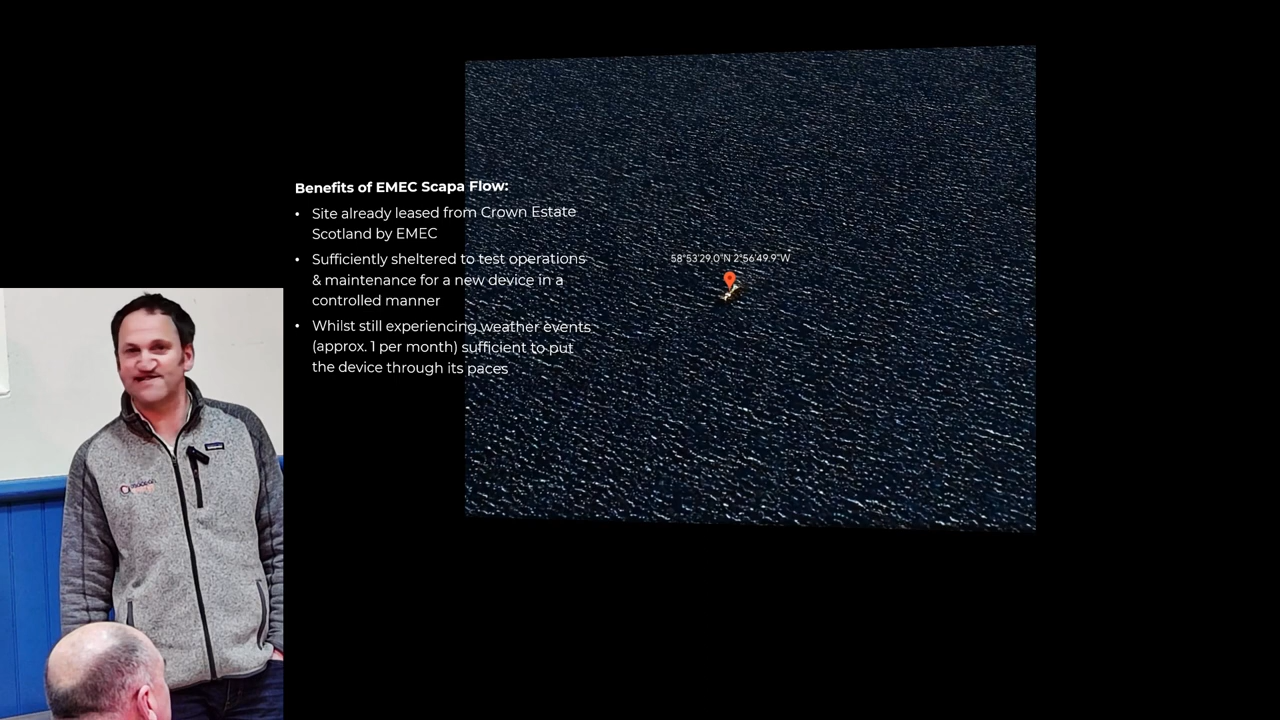 Benefits of EMEC Scapa Flow:
• Site already leased from Crown Estate
Scotland by EMEC
• Sufficiently sheltered to test operations
& maintenance for a new device in a
controlled manner
• Whilst still experiencing weather events
(approx. 1 per month) sufficient to put
the device through its paces
58°53'29.0"N 2°56'49.9"W